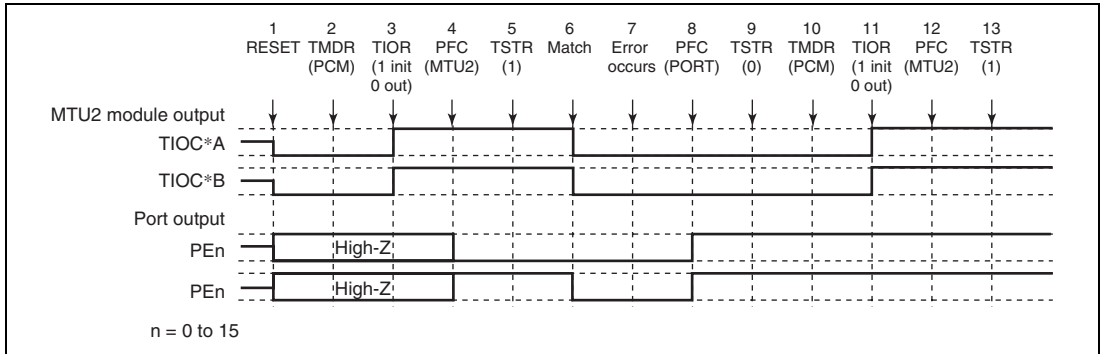 1 2 3 4 5 6 7 8 9 10 11 12 13
RESET TMDR TIOR PFC TSTR Match Error PFC TSTR TMDR TIOR PFC TSTR
(PCM) (1 init (MTU2) (1) occurs (PORT) (0) (PCM) (1 init (MTU2) (1)
0 out) 0 out)
MTU2 module output
TIOC*A
TIOC*B
Port output
PEn High-Z
PEn High-Z
n = 0 to 15